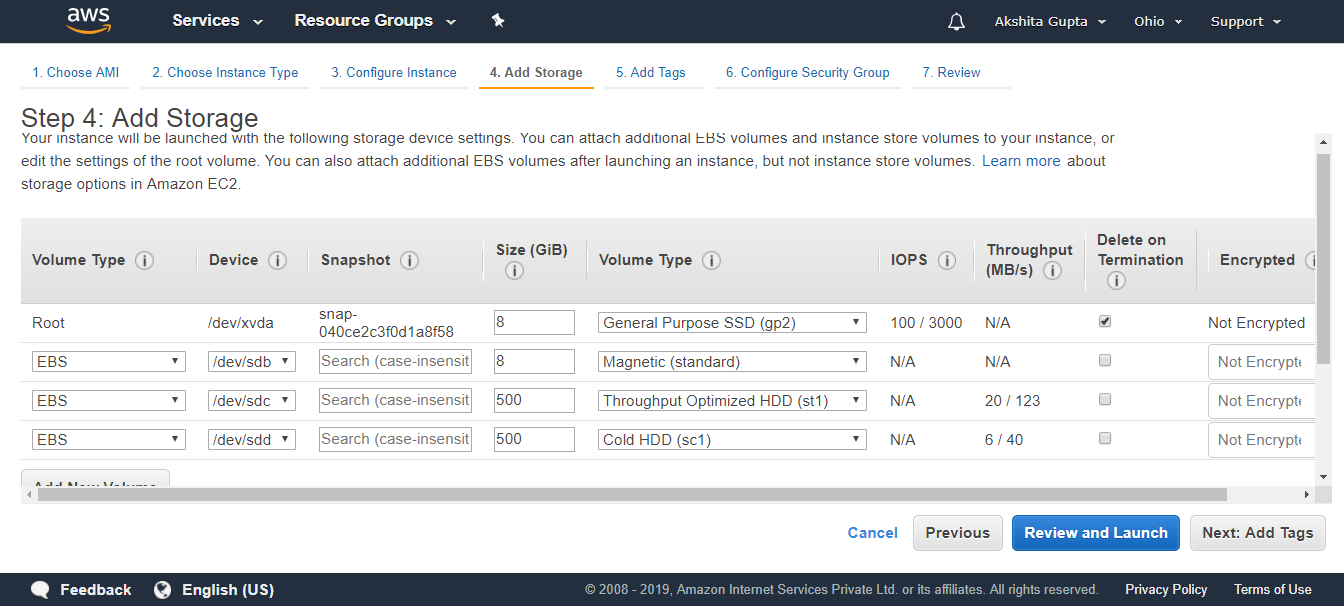 aws Services Resource Groups Akshita Gupta Ohio Support
1. Choose AMI 2. Choose Instance Type 3. Configure Instance 4. Add Storage 5. Add Tags 6. Configure Security Group 7. Review
Step 4: Add Storage
Your instance will be launched with the following storage device settings. You can attach additional EBS volumes and instance store volumes to your instance, or
edit the settings of the root volume. You can also attach additional EBS volumes after launching an instance, but not instance store volumes. Learn more about
storage options in Amazon EC2.
Volume Type i Device i Snapshot i Size (GiB) i Volume Type i IOPS i Throughput (MB/s) i Delete on Termination i Encrypted i
Root /dev/xvda snap-040ce2c3f0d1a8f58 8 General Purpose SSD (gp2) 100 / 3000 N/A Not Encrypted
EBS /dev/sdb Search (case-insensit 8 Magnetic (standard) N/A N/A Not Encrypte
EBS /dev/sdc Search (case-insensit 500 Throughput Optimized HDD (st1) N/A 20 / 123 Not Encrypte
EBS /dev/sdd Search (case-insensit 500 Cold HDD (sc1) N/A 6 / 40 Not Encrypte
Add New Volume
Cancel Previous Review and Launch Next: Add Tags
Feedback English (US) © 2008 - 2019, Amazon Internet Services Private Ltd. or its affiliates. All rights reserved. Privacy Policy Terms of Use